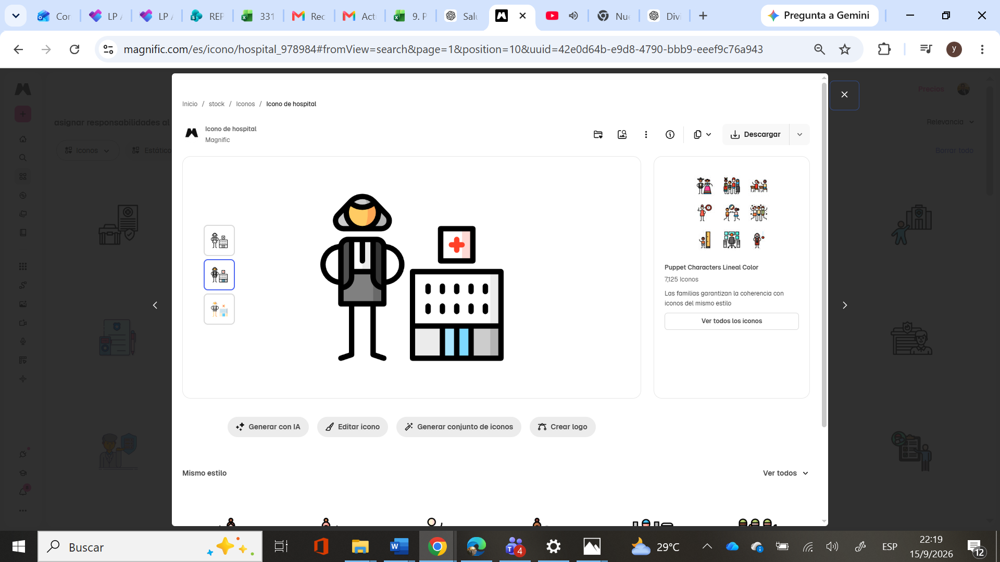 Cor
LP
LP
REF
331
Rec
Act
9. P
Salu
Nue
Divi
Pregunta a Gemini
magnific.com/es/icono/hospital_978984#fromView=search&page=1&position=10&uuid=42e0d64b-e9d8-4790-bbb9-eeef9c76a943
y
Precios
Inicio / stock / Iconos / Icono de hospital
asignar responsabilidades al
Relevancia
Icono de hospital
Magnific
Descargar
Iconos
Estático
Borrar todo
Puppet Characters Lineal Color
7,125 Iconos
Las familias garantizan la coherencia con
iconos del mismo estilo
Ver todos los iconos
Generar con IA
Editar icono
Generar conjunto de iconos
Crear logo
Mismo estilo
Ver todos
Buscar
4
29°C
ESP
22:19
15/9/2026
12